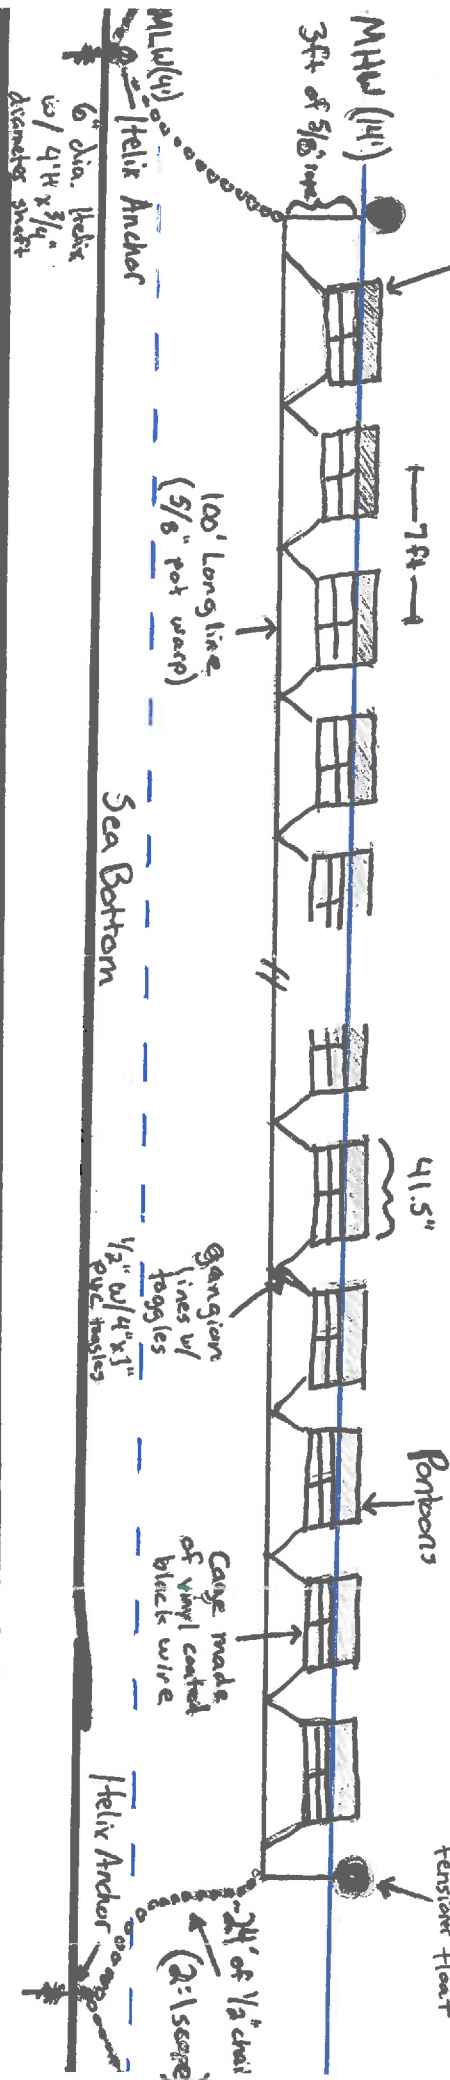 MHW (14')
3ft of 5/8" rope
MLW(4')
Helix Anchor
6" dia. Helix
w/ 4'H x 3/4"
diameter shaft
7ft
100' Longline
(5/8" pot warp)
Sea Bottom
41.5"
gangion
lines w/
toggles
1/2" w/ 4" x 1"
PVC toggles
Pontoons
Cage made
of vinyl coated
black wire
tension float
~24' of 1/2" chain
(2:1 scope)
Helix Anchor